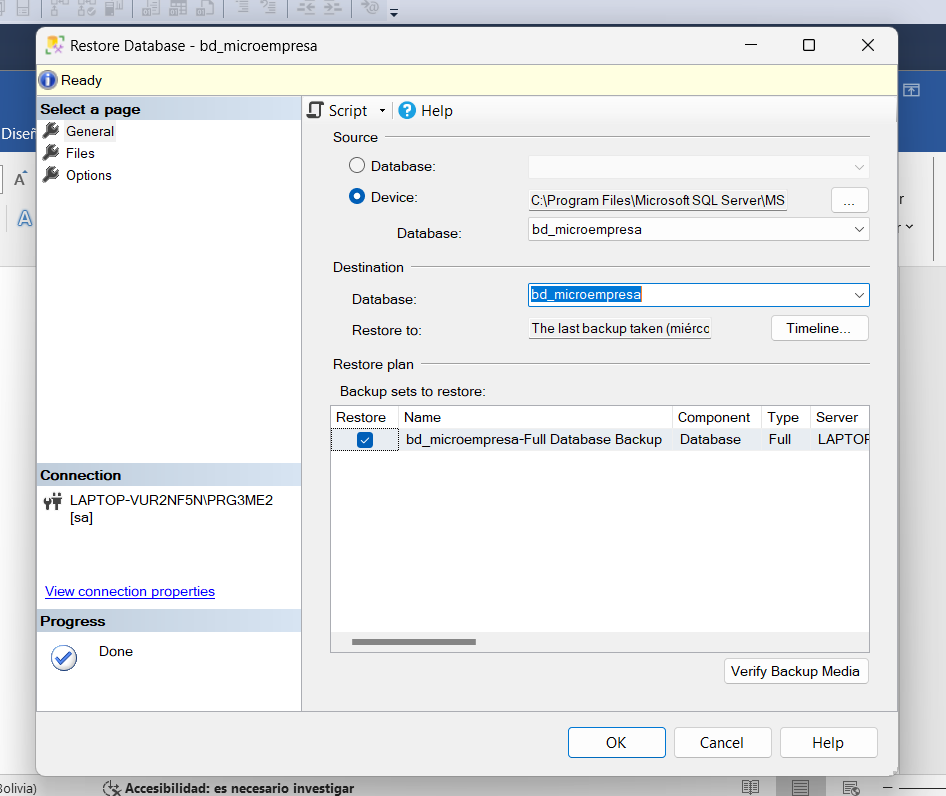 Restore Database - bd_microempresa
Ready
Select a page
General
Files
Options
Script
Help
Source
Database:
Device:
C:\Program Files\Microsoft SQL Server\MS
...
Database:
bd_microempresa
Destination
Database:
bd_microempresa
Restore to:
The last backup taken (miérco
Timeline...
Restore plan
Backup sets to restore:
Restore Name Component Type Server
bd_microempresa-Full Database Backup Database Full LAPTOP
Connection
LAPTOP-VUR2NF5N\PRG3ME2
[sa]
View connection properties
Progress
Done
Verify Backup Media
OK Cancel Help
Diseñ
A
A
r
Bolivia)
Accesibilidad: es necesario investigar